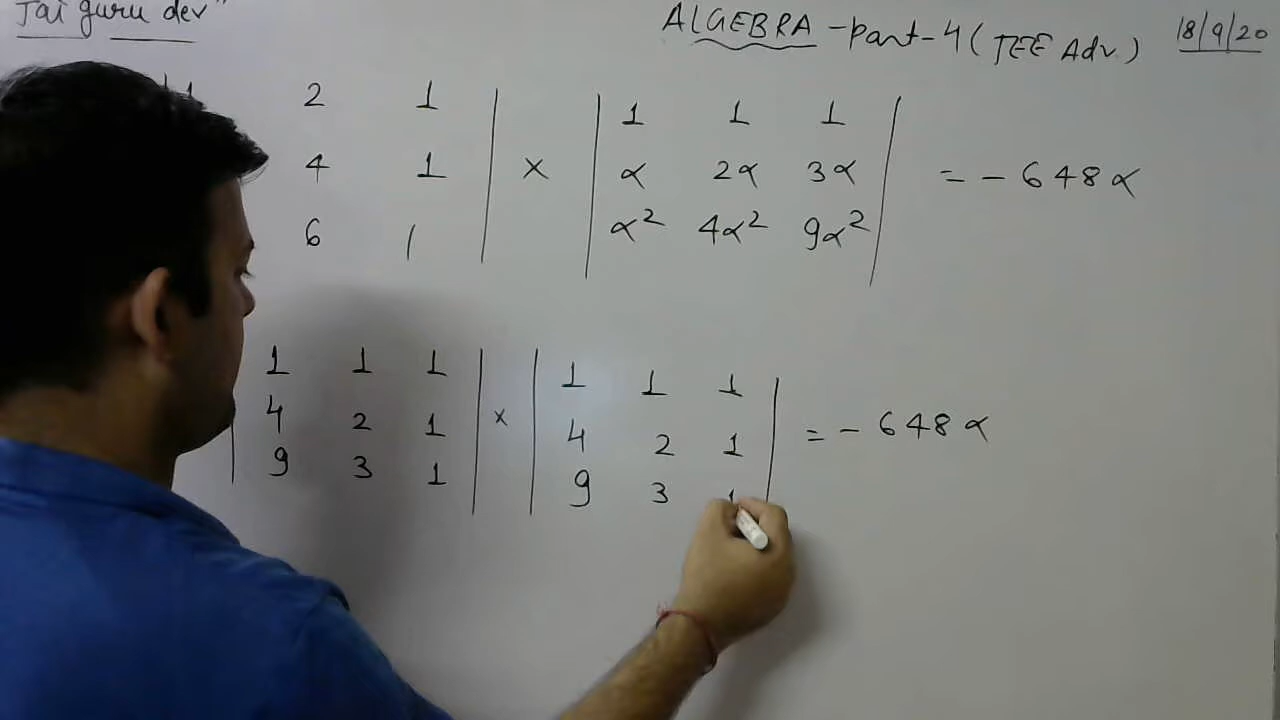 Jai guru dev"
ALGEBRA - part - 4 ( JEE Adv. ) 18/9/20
2 1 | × | 1 1 1 |
4 1 | α 2α 3α | = - 648α
6 1 | α² 4α² 9α² |
| 1 1 1 | × | 1 1 1 |
| 4 2 1 | | 4 2 1 | = - 648α
| 9 3 1 | | 9 3 1